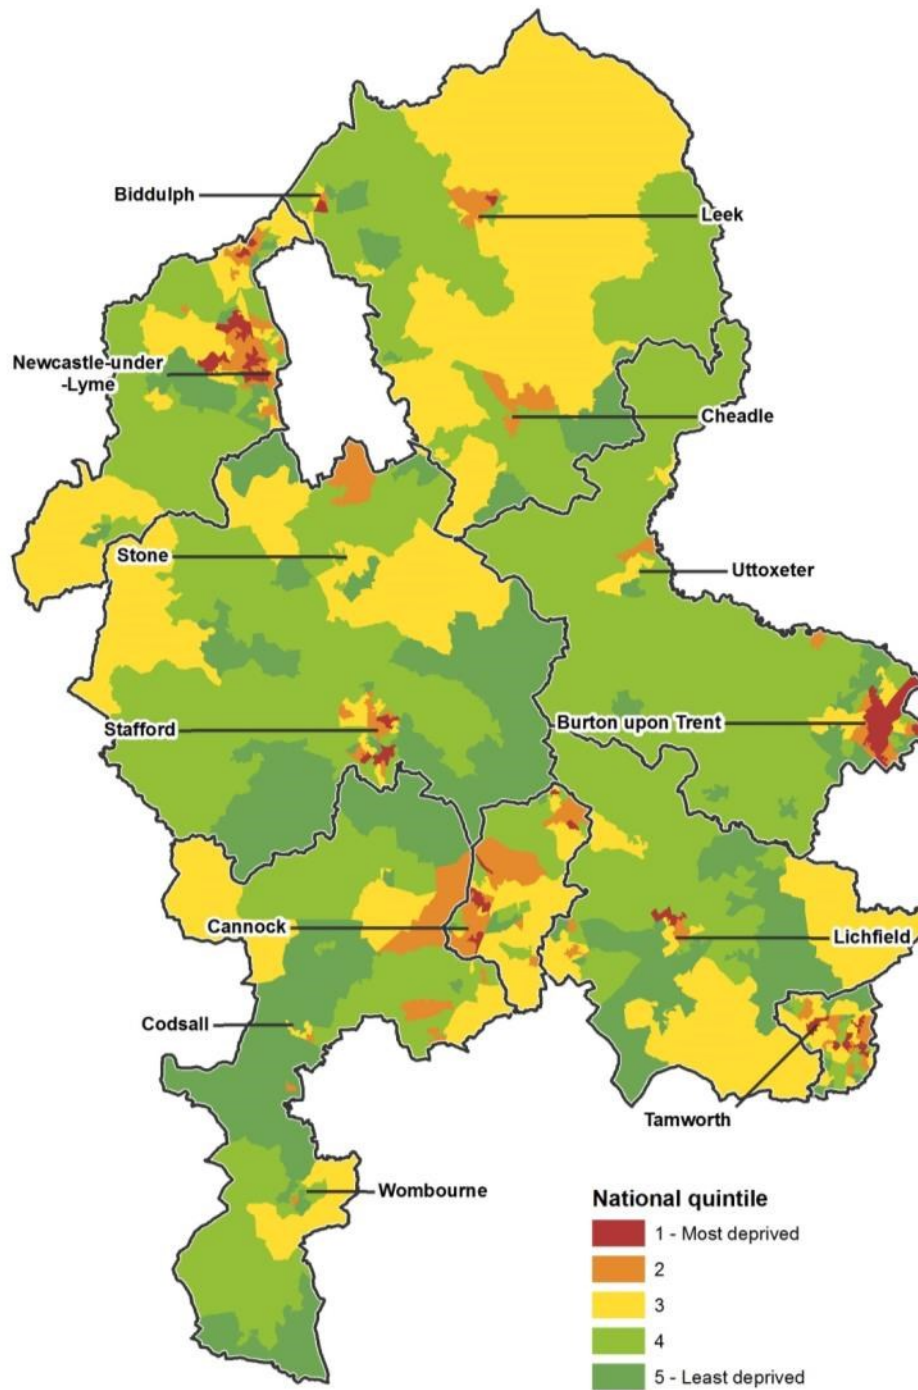 Biddulph
Leek
Newcastle-under
-Lyme
Cheadle
Stone
Uttoxeter
Stafford
Burton upon Trent
Cannock
Lichfield
Codsall
Tamworth
Wombourne
National quintile
1 - Most deprived
2
3
4
5 - Least deprived